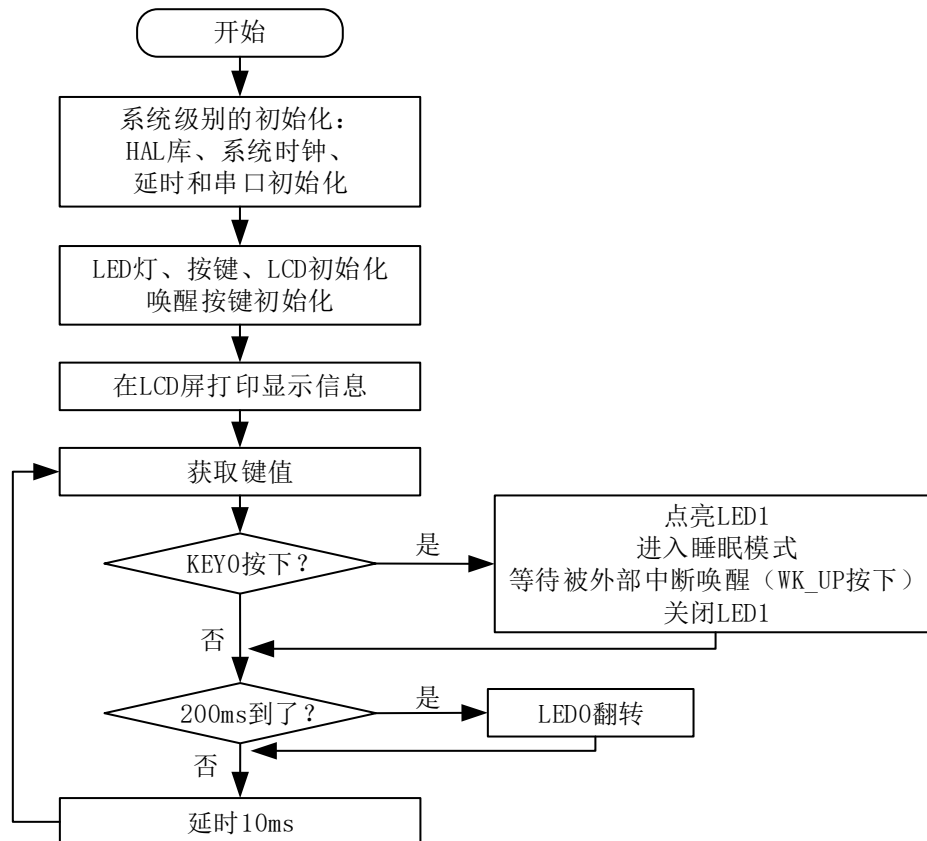 开始
系统级别的初始化：
HAL库、系统时钟、
延时和串口初始化
LED灯、按键、LCD初始化
唤醒按键初始化
在LCD屏打印显示信息
获取键值
KEY0按下？
是
点亮LED1
进入睡眠模式
等待被外部中断唤醒（WK_UP按下）
关闭LED1
否
200ms到了？
是
LED0翻转
否
延时10ms